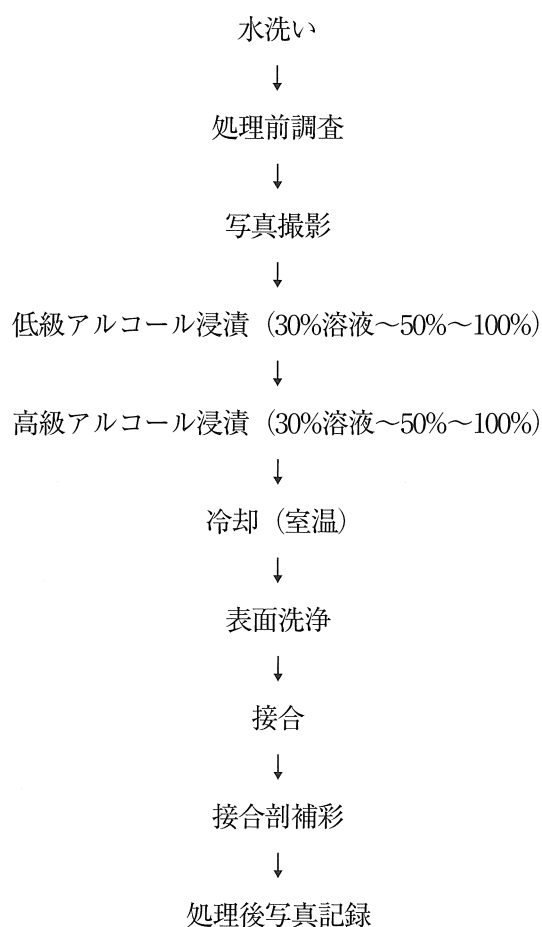 水洗い
↓
処理前調査
↓
写真撮影
↓
低級アルコール浸漬（30%溶液～50%～100%）
↓
高級アルコール浸漬（30%溶液～50%～100%）
↓
冷却（室温）
↓
表面洗浄
↓
接合
↓
接合剖補彩
↓
処理後写真記録